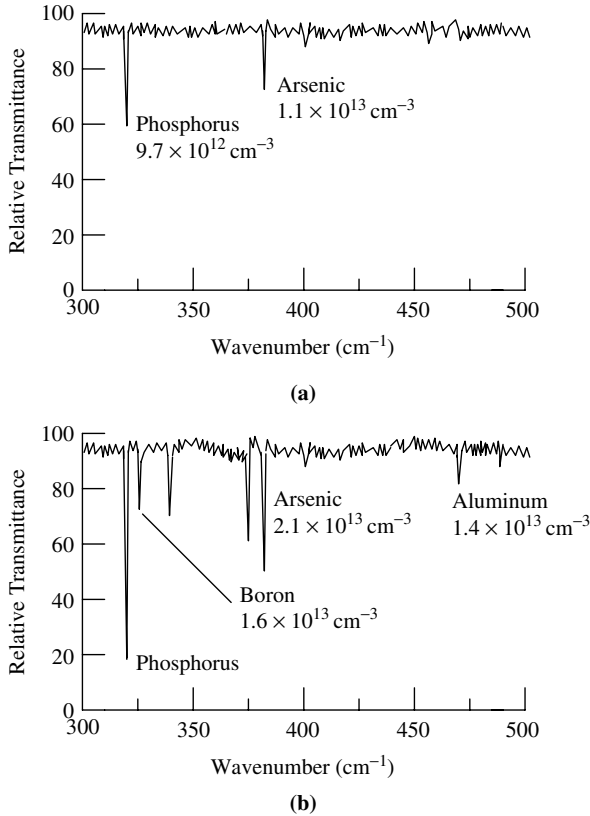 100
80
60
40
20
0
Relative Transmittance
Arsenic
1.1 × 10¹³ cm⁻³
Phosphorus
9.7 × 10¹² cm⁻³
300 350 400 450 500
Wavenumber (cm⁻¹)
(a)
100
80
60
40
20
0
Relative Transmittance
Arsenic
2.1 × 10¹³ cm⁻³
Aluminum
1.4 × 10¹³ cm⁻³
Boron
1.6 × 10¹³ cm⁻³
Phosphorus
300 350 400 450 500
Wavenumber (cm⁻¹)
(b)